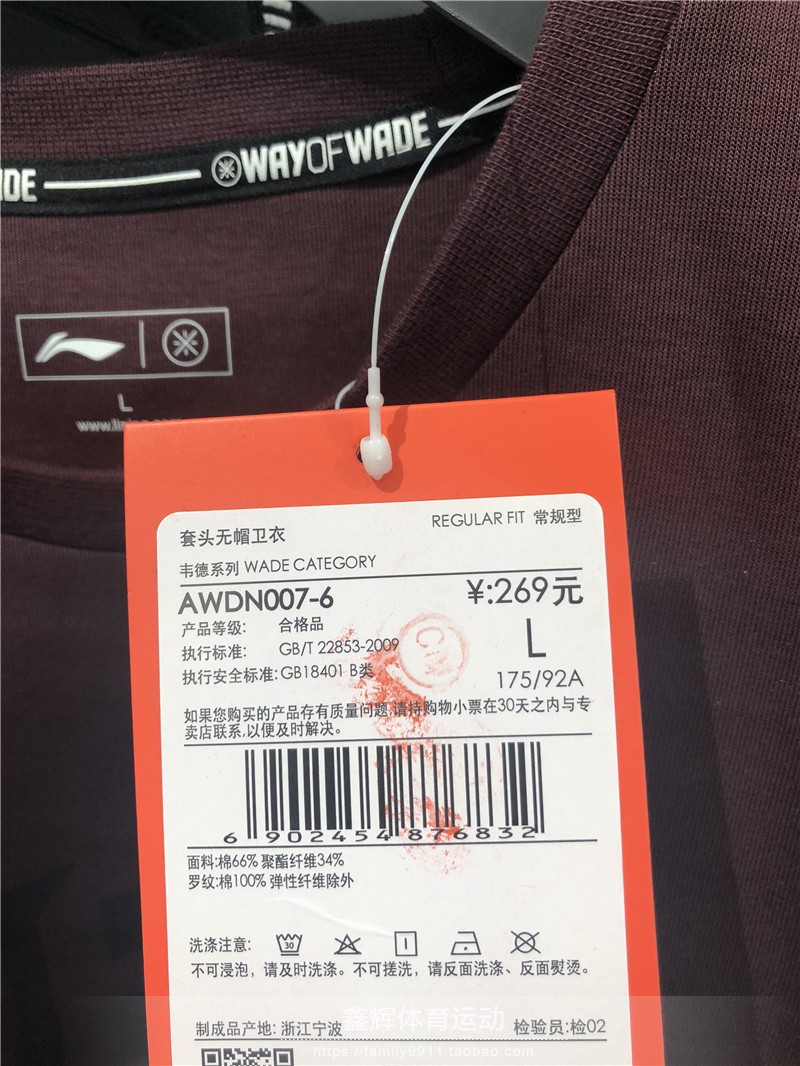 DE
WAYOFWADE
L
套头无帽卫衣
REGULAR FIT 常规型
韦德系列 WADE CATEGORY
AWDN007-6
¥:269元
产品等级: 合格品
L
执行标准: GB/T 22853-2009
执行安全标准:GB18401 B类
175/92A
如果您购买的产品存有质量问题,请持购物小票在30天之内与专
卖店联系,以便及时解决。
6 902454 876832
面料:棉66% 聚酯纤维34%
罗纹:棉100% 弹性纤维除外
洗涤注意: 30
不可浸泡，请及时洗涤。不可搓洗，请反面洗涤、反面熨烫。
鑫辉体育运动
制成品产地: 浙江宁波
检验员:检02
https://family9911.taobao.com